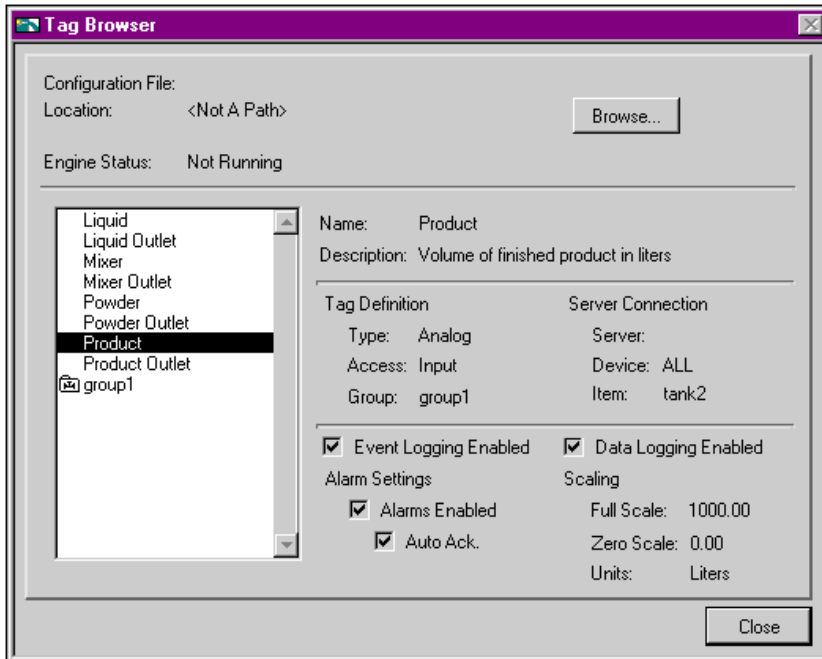 Tag Browser
Configuration File:
Location: <Not A Path>
Browse...
Engine Status: Not Running
Liquid
Liquid Outlet
Mixer
Mixer Outlet
Powder
Powder Outlet
Product
Product Outlet
group1
Name: Product
Description: Volume of finished product in liters
Tag Definition
Type: Analog
Access: Input
Group: group1
Server Connection
Server:
Device: ALL
Item: tank2
Event Logging Enabled
Alarm Settings
Alarms Enabled
Auto Ack.
Data Logging Enabled
Scaling
Full Scale: 1000.00
Zero Scale: 0.00
Units: Liters
Close